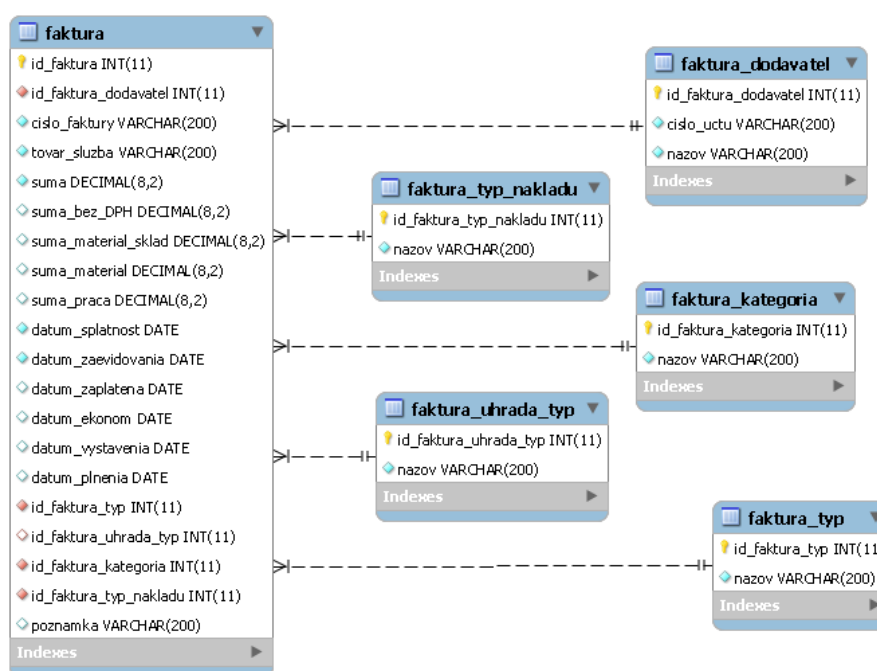 faktura
id_faktura INT(11)
id_faktura_dodavatel INT(11)
cislo_faktury VARCHAR(200)
tovar_sluzba VARCHAR(200)
suma DECIMAL(8,2)
suma_bez_DPH DECIMAL(8,2)
suma_material_sklad DECIMAL(8,2)
suma_material DECIMAL(8,2)
suma_praca DECIMAL(8,2)
datum_splatnost DATE
datum_zaevidovania DATE
datum_zaplatena DATE
datum_ekonom DATE
datum_vystavenia DATE
datum_plnenia DATE
id_faktura_typ INT(11)
id_faktura_uhrada_typ INT(11)
id_faktura_kategoria INT(11)
id_faktura_typ_nakladu INT(11)
poznamka VARCHAR(200)
Indexes
faktura_dodavatel
id_faktura_dodavatel INT(11)
cislo_uctu VARCHAR(200)
nazov VARCHAR(200)
Indexes
faktura_typ_nakladu
id_faktura_typ_nakladu INT(11)
nazov VARCHAR(200)
Indexes
faktura_kategoria
id_faktura_kategoria INT(11)
nazov VARCHAR(200)
Indexes
faktura_uhrada_typ
id_faktura_uhrada_typ INT(11)
nazov VARCHAR(200)
Indexes
faktura_typ
id_faktura_typ INT(11
nazov VARCHAR(200)
Indexes